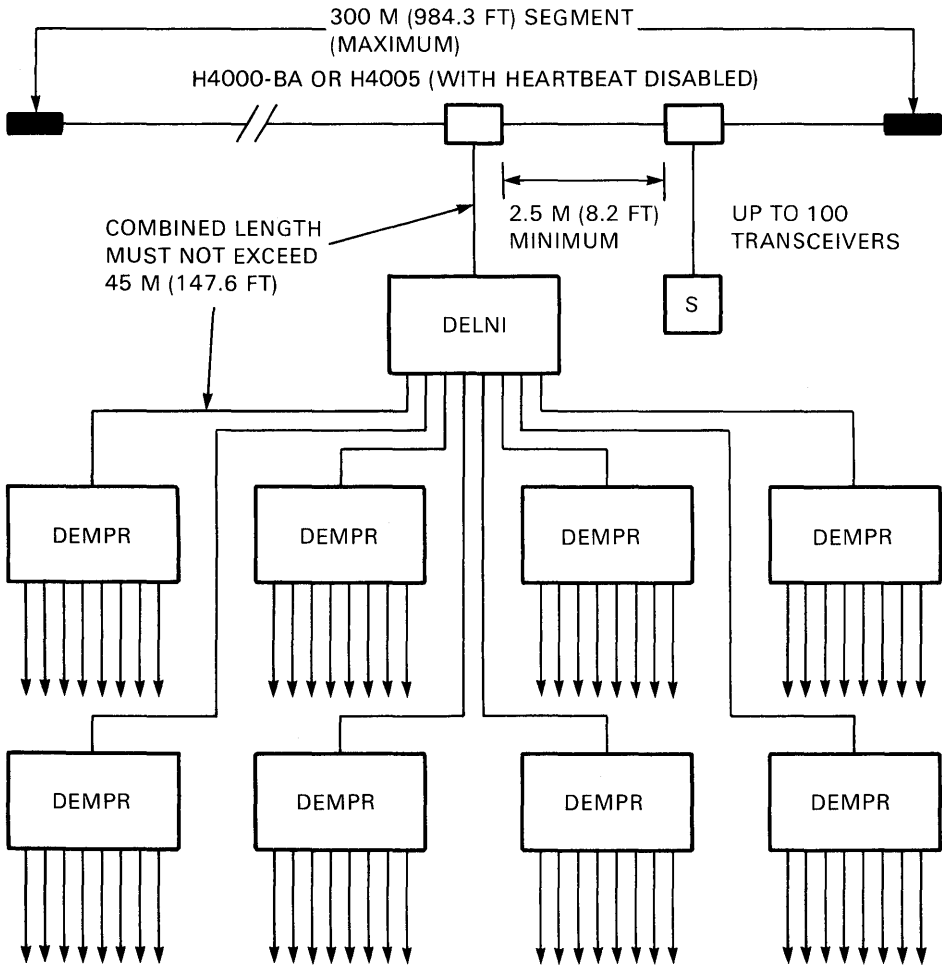 300 M (984.3 FT) SEGMENT
(MAXIMUM)
H4000-BA OR H4005 (WITH HEARTBEAT DISABLED)
COMBINED LENGTH
MUST NOT EXCEED
45 M (147.6 FT)
2.5 M (8.2 FT)
MINIMUM
UP TO 100
TRANSCEIVERS
DELNI
S
DEMPR
DEMPR
DEMPR
DEMPR
DEMPR
DEMPR
DEMPR
DEMPR